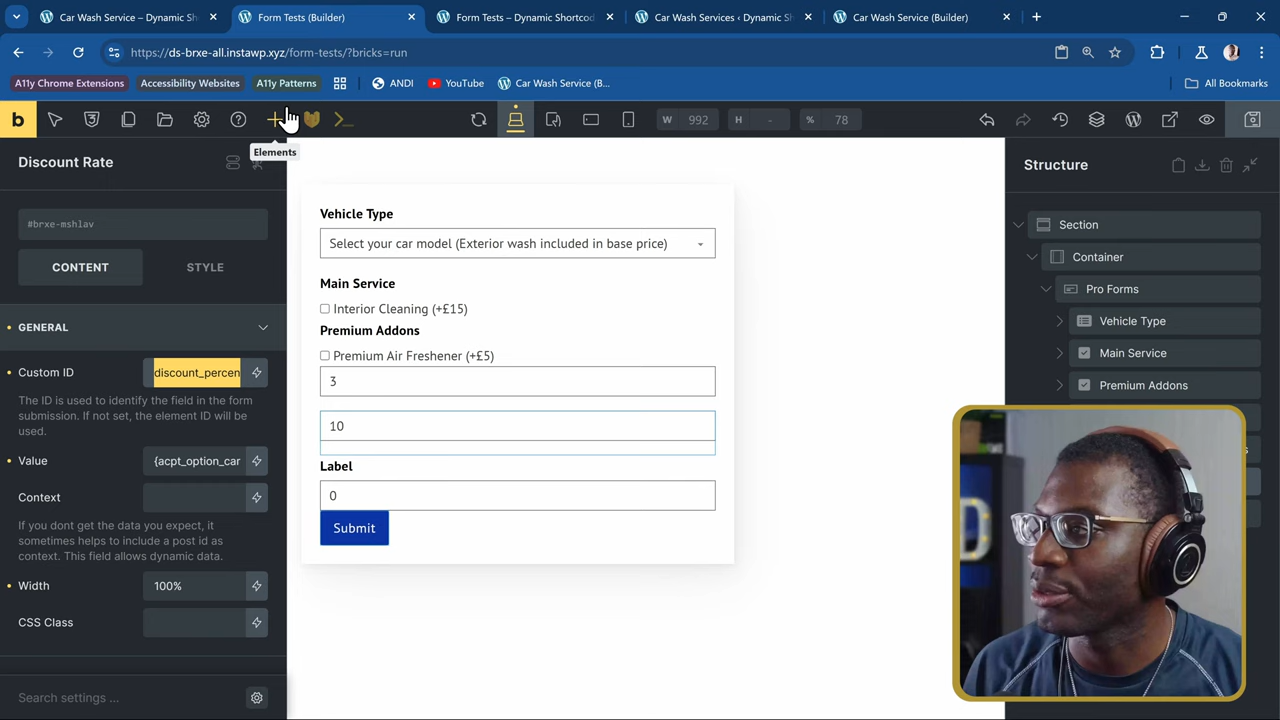 Car Wash Service – Dynamic Sh
Form Tests (Builder)
Form Tests – Dynamic Shortcod
Car Wash Services ‹ Dynamic Sh
Car Wash Service (Builder)
https://ds-brxe-all.instawp.xyz/form-tests/?bricks=run
A11y Chrome Extensions
Accessibility Websites
A11y Patterns
ANDI
YouTube
Car Wash Service (B...
All Bookmarks
b
W 992
H -
% 78
Elements
Discount Rate
#brxe-mshlav
CONTENT
STYLE
GENERAL
Custom ID
discount_percen
The ID is used to identify the field in the form
submission. If not set, the element ID will be
used.
Value
{acpt_option_car
Context
If you dont get the data you expect, it
sometimes helps to include a post id as
context. This field allows dynamic data.
Width
100%
CSS Class
Search settings ...
Vehicle Type
Select your car model (Exterior wash included in base price)
Main Service
Interior Cleaning (+£15)
Premium Addons
Premium Air Freshener (+£5)
3
10
Label
0
Submit
Structure
Section
Container
Pro Forms
Vehicle Type
Main Service
Premium Addons